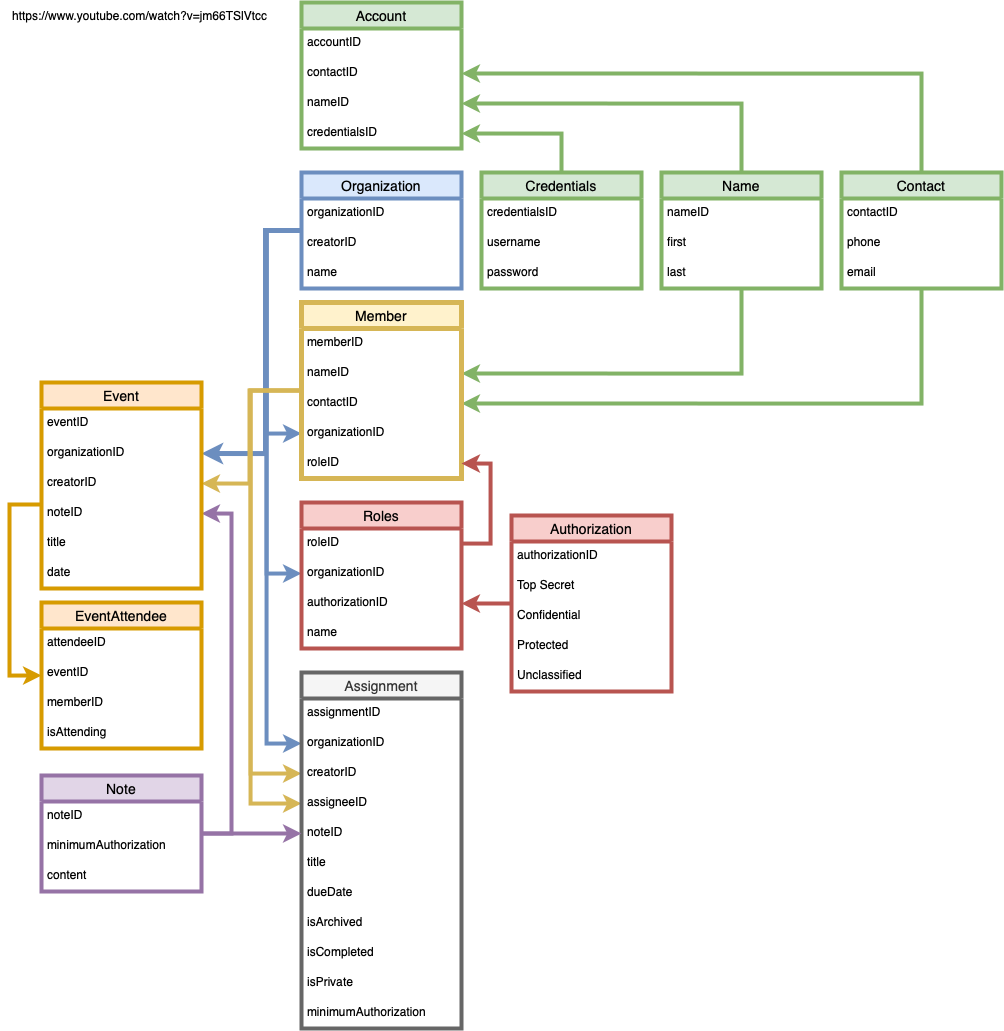 https://www.youtube.com/watch?v=jm66TSlVtcc
Account
accountID
contactID
nameID
credentialsID
Organization
organizationID
creatorID
name
Credentials
credentialsID
username
password
Name
nameID
first
last
Contact
contactID
phone
email
Member
memberID
nameID
contactID
organizationID
roleID
Event
eventID
organizationID
creatorID
noteID
title
date
Roles
roleID
organizationID
authorizationID
name
Authorization
authorizationID
Top Secret
Confidential
Protected
Unclassified
EventAttendee
attendeeID
eventID
memberID
isAttending
Assignment
assignmentID
organizationID
creatorID
assigneeID
noteID
title
dueDate
isArchived
isCompleted
isPrivate
minimumAuthorization
Note
noteID
minimumAuthorization
content